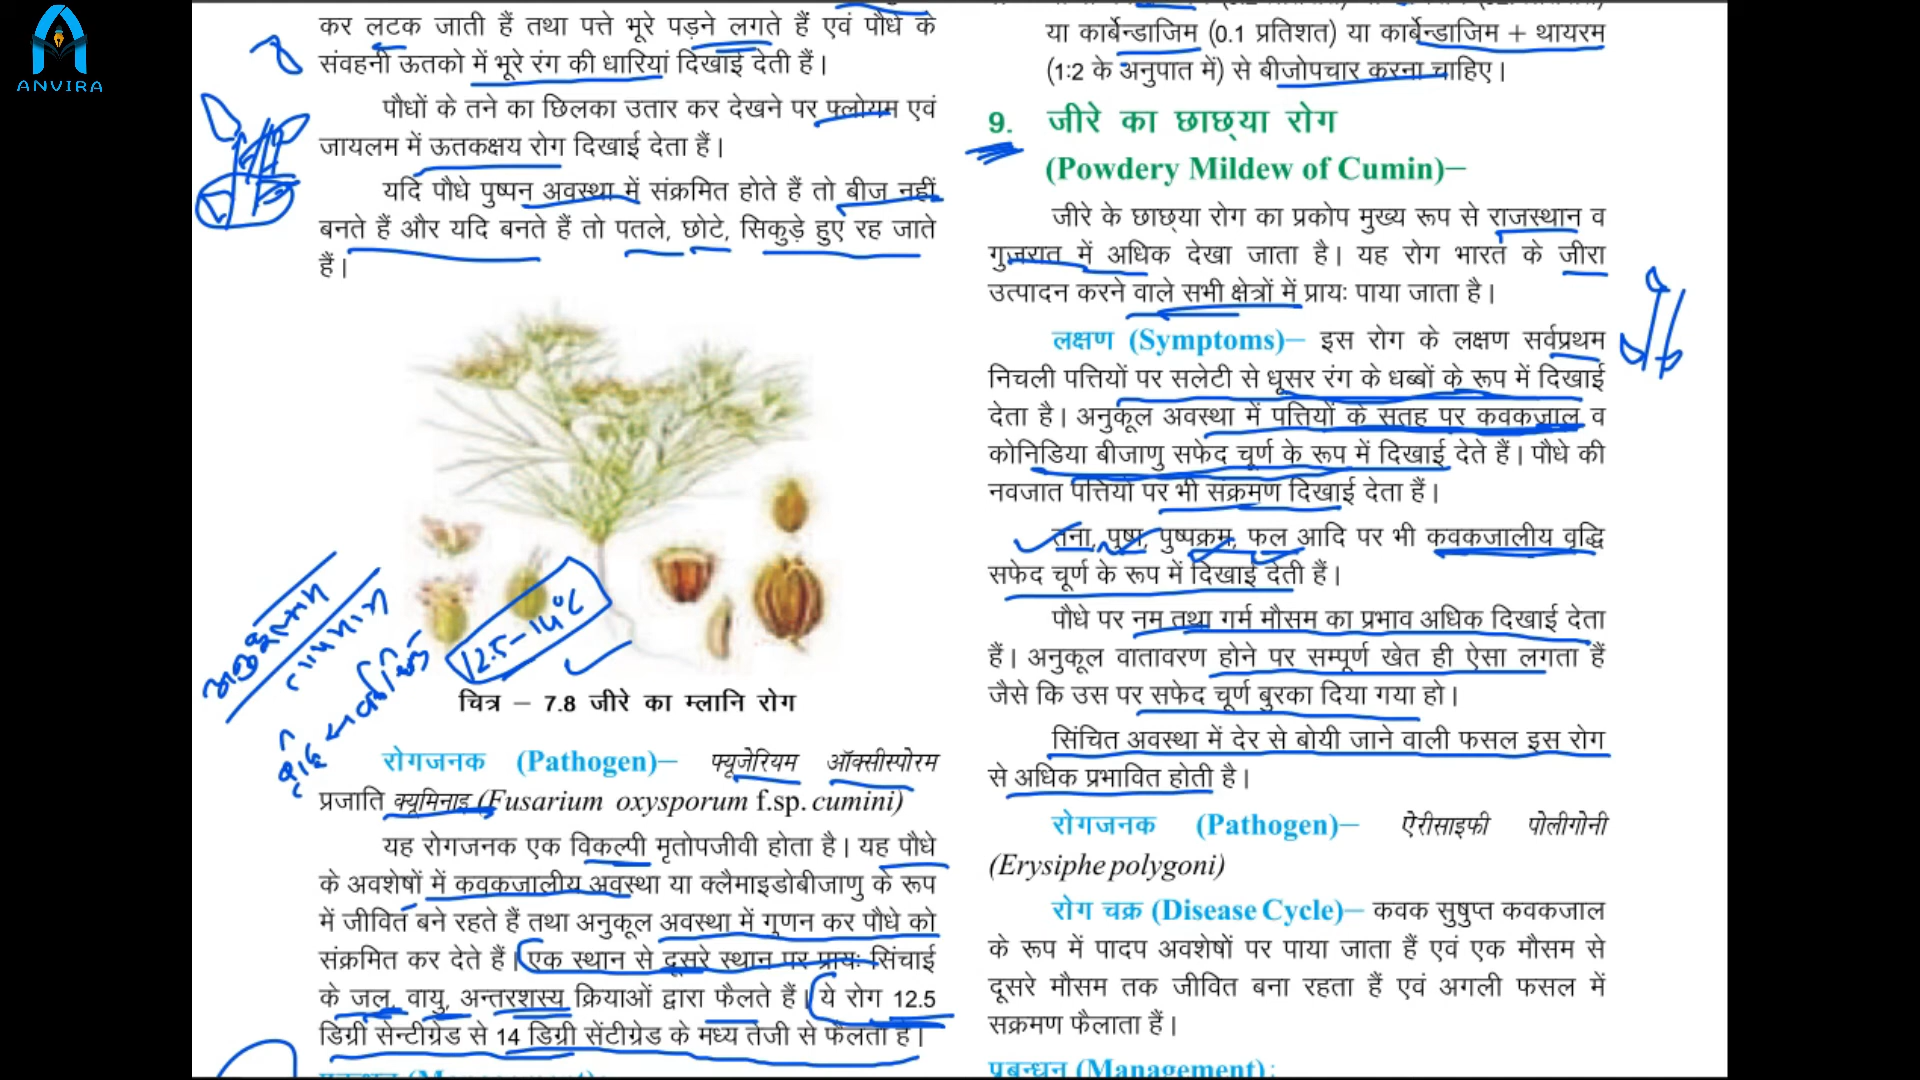 ANVIRA
कर लटक जाती हैं तथा पत्ते भूरे पड़ने लगते हैं एवं पौधे के
संवहनी ऊतको में भूरे रंग की धारियां दिखाई देती हैं।
पौधों के तने का छिलका उतार कर देखने पर फ्लोयम एवं
जायलम में ऊतकक्षय रोग दिखाई देता हैं।
यदि पौधे पुष्पन अवस्था में संक्रमित होते हैं तो बीज नहीं
बनते हैं और यदि बनते हैं तो पतले, छोटे, सिकुड़े हुए रह जाते
हैं।
12.5-14°C
चित्र – 7.8 जीरे का म्लानि रोग
रोगजनक (Pathogen)– फ्यूजेरियम ऑक्सीस्पोरम
प्रजाति क्यूमिनाइ (Fusarium oxysporum f.sp. cumini)
यह रोगजनक एक विकल्पी मृतोपजीवी होता है। यह पौधे
के अवशेषों में कवकजालीय अवस्था या क्लैमाइडोबीजाणु के रूप
में जीवित बने रहते हैं तथा अनुकूल अवस्था में गुणन कर पौधे को
संक्रमित कर देते हैं। एक स्थान से दूसरे स्थान पर प्रायः सिंचाई
के जल, वायु, अन्तरशस्य क्रियाओं द्वारा फैलते हैं। ये रोग 12.5
डिग्री सेन्टीग्रेड से 14 डिग्री सेंटीग्रेड के मध्य तेजी से फैलता है।
या कार्बेन्डाजिम (0.1 प्रतिशत) या कार्बेन्डाजिम + थायरम
(1:2 के अनुपात में) से बीजोपचार करना चाहिए।
9. जीरे का छाछ्या रोग
(Powdery Mildew of Cumin)–
जीरे के छाछ्या रोग का प्रकोप मुख्य रूप से राजस्थान व
गुजरात में अधिक देखा जाता है। यह रोग भारत के जीरा
उत्पादन करने वाले सभी क्षेत्रों में प्रायः पाया जाता है।
लक्षण (Symptoms)– इस रोग के लक्षण सर्वप्रथम
निचली पत्तियों पर सलेटी से धूसर रंग के धब्बों के रूप में दिखाई
देता है। अनुकूल अवस्था में पत्तियों के सतह पर कवकजाल व
कोनिडिया बीजाणु सफेद चूर्ण के रूप में दिखाई देते हैं। पौधे की
नवजात पत्तियों पर भी संक्रमण दिखाई देता हैं।
तना, पुष्प, पुष्पक्रम, फल आदि पर भी कवकजालीय वृद्धि
सफेद चूर्ण के रूप में दिखाई देती हैं।
पौधे पर नम तथा गर्म मौसम का प्रभाव अधिक दिखाई देता
हैं। अनुकूल वातावरण होने पर सम्पूर्ण खेत ही ऐसा लगता हैं
जैसे कि उस पर सफेद चूर्ण बुरका दिया गया हो।
सिंचित अवस्था में देर से बोयी जाने वाली फसल इस रोग
से अधिक प्रभावित होती है।
रोगजनक (Pathogen)– ऐरीसाइफी पोलीगोनी
(Erysiphe polygoni)
रोग चक्र (Disease Cycle)– कवक सुषुप्त कवकजाल
के रूप में पादप अवशेषों पर पाया जाता हैं एवं एक मौसम से
दूसरे मौसम तक जीवित बना रहता हैं एवं अगली फसल में
सक्रमण फैलाता हैं।
प्रबन्धन (Management):